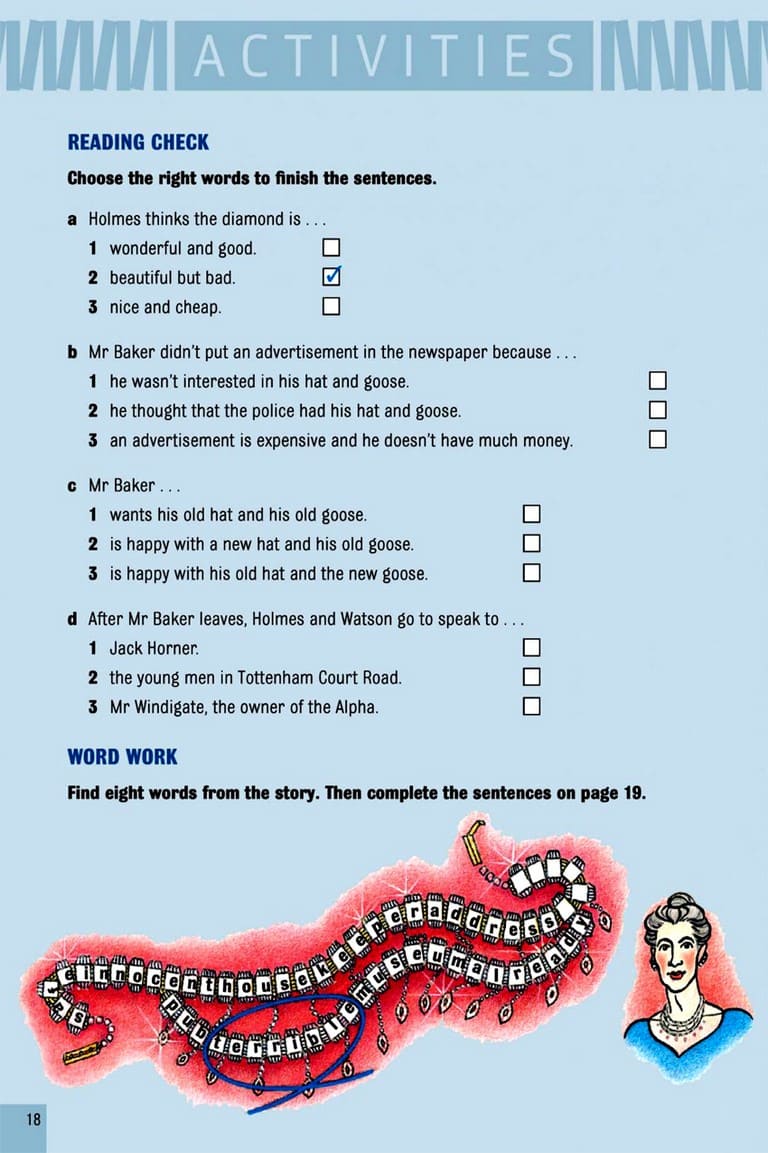 ACTIVITIES
READING CHECK
Choose the right words to finish the sentences.
a Holmes thinks the diamond is . . .
1 wonderful and good.
2 beautiful but bad.
3 nice and cheap.
b Mr Baker didn't put an advertisement in the newspaper because . . .
1 he wasn't interested in his hat and goose.
2 he thought that the police had his hat and goose.
3 an advertisement is expensive and he doesn't have much money.
c Mr Baker . . .
1 wants his old hat and his old goose.
2 is happy with a new hat and his old goose.
3 is happy with his old hat and the new goose.
d After Mr Baker leaves, Holmes and Watson go to speak to . . .
1 Jack Horner.
2 the young men in Tottenham Court Road.
3 Mr Windigate, the owner of the Alpha.
WORD WORK
Find eight words from the story. Then complete the sentences on page 19.
innocenthousekeeperaddress
pubterriblemuseumalready
18